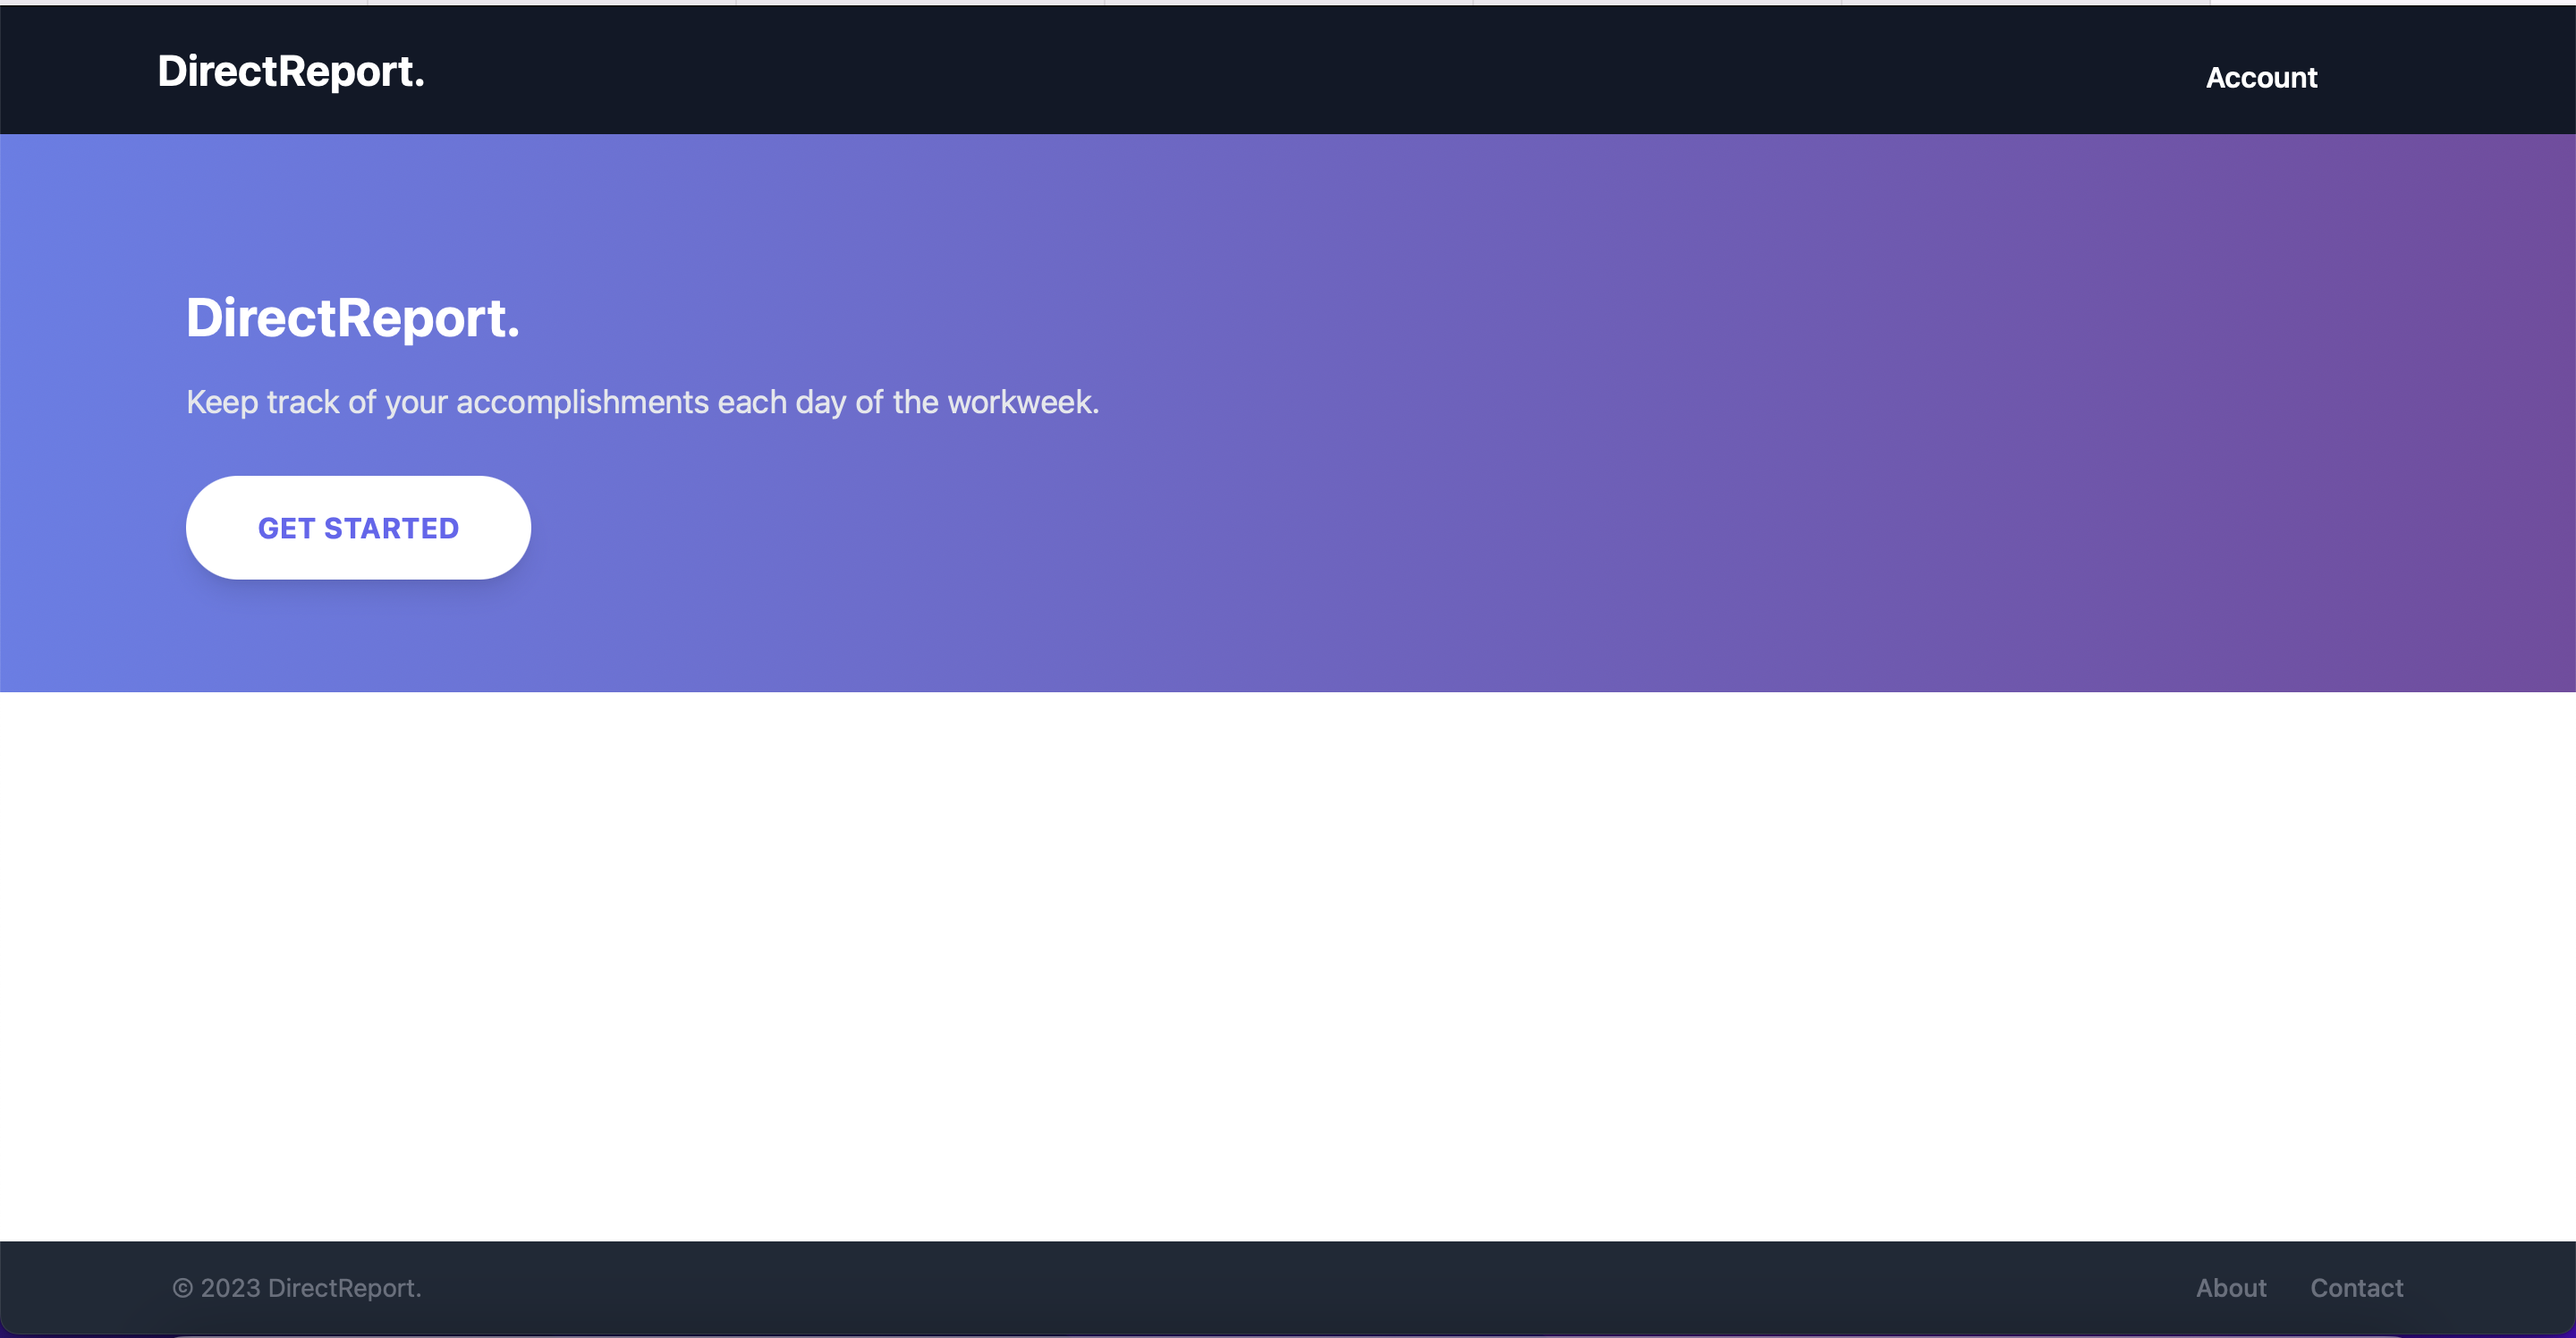 DirectReport.
Account
DirectReport.
Keep track of your accomplishments each day of the workweek.
GET STARTED
© 2023 DirectReport.
About Contact